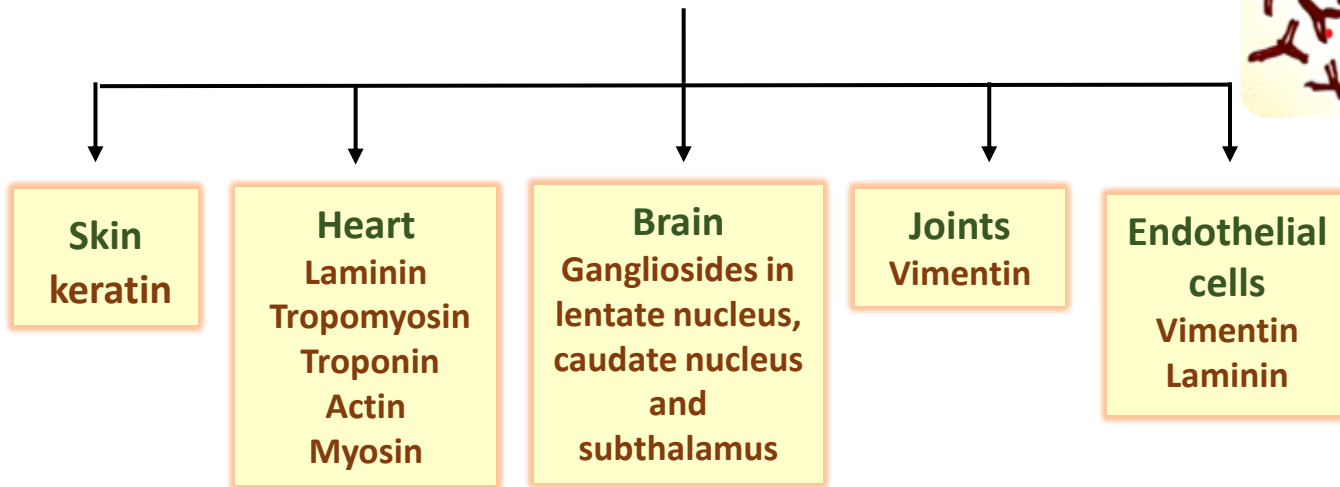 Skin
keratin
Heart
Laminin
Tropomyosin
Troponin
Actin
Myosin
Brain
Gangliosides in
lentate nucleus,
caudate nucleus
and
subthalamus
Joints
Vimentin
Endothelial
cells
Vimentin
Laminin